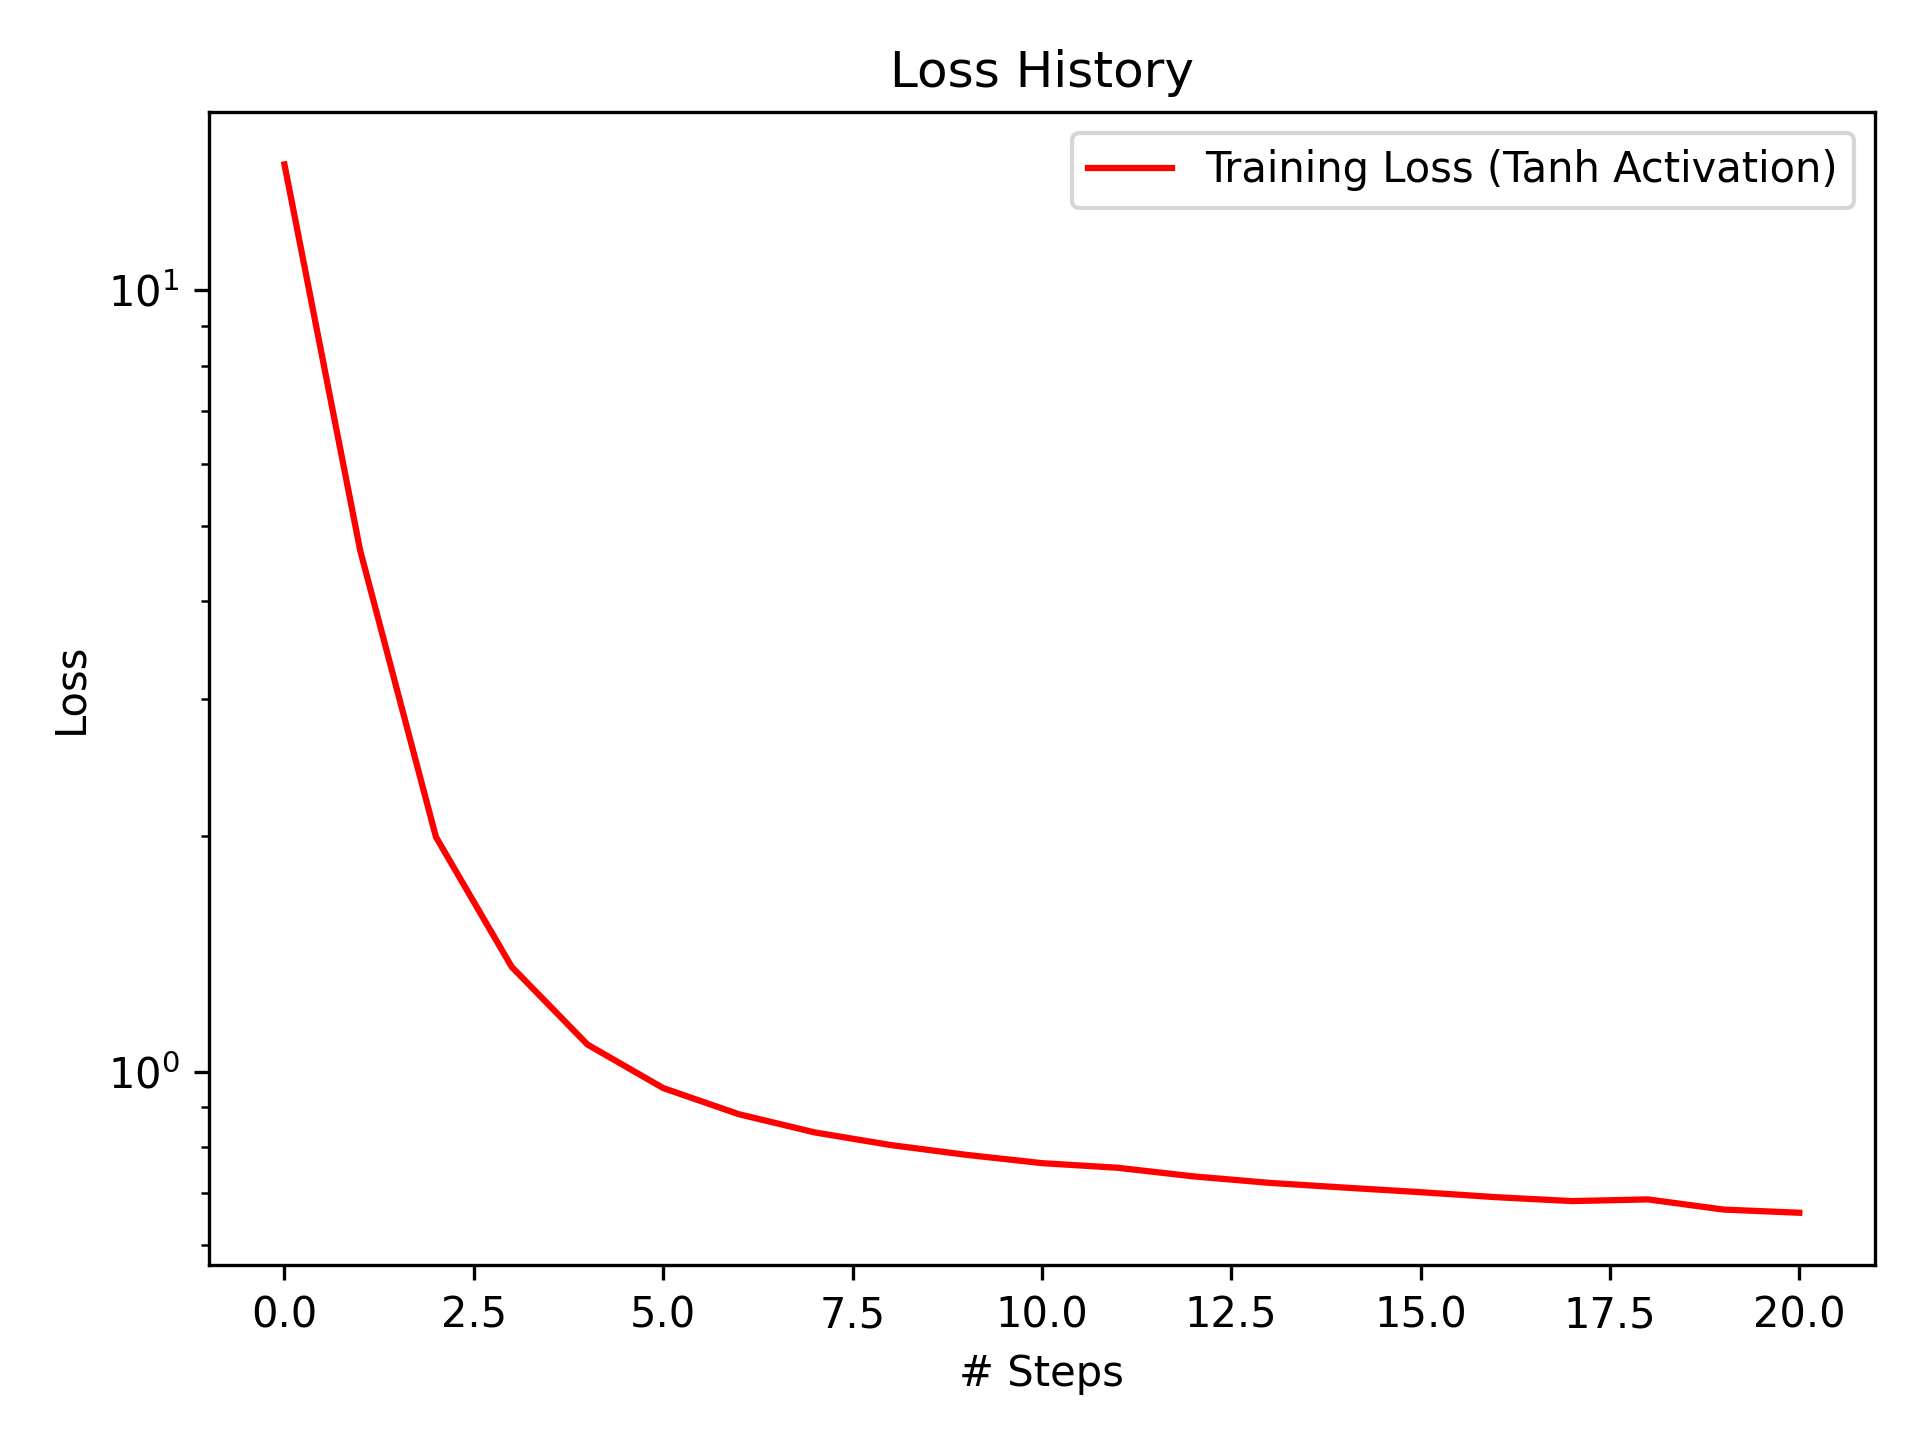 Loss History
Training Loss (Tanh Activation)
10¹
10⁰
Loss
0.0 2.5 5.0 7.5 10.0 12.5 15.0 17.5 20.0
# Steps